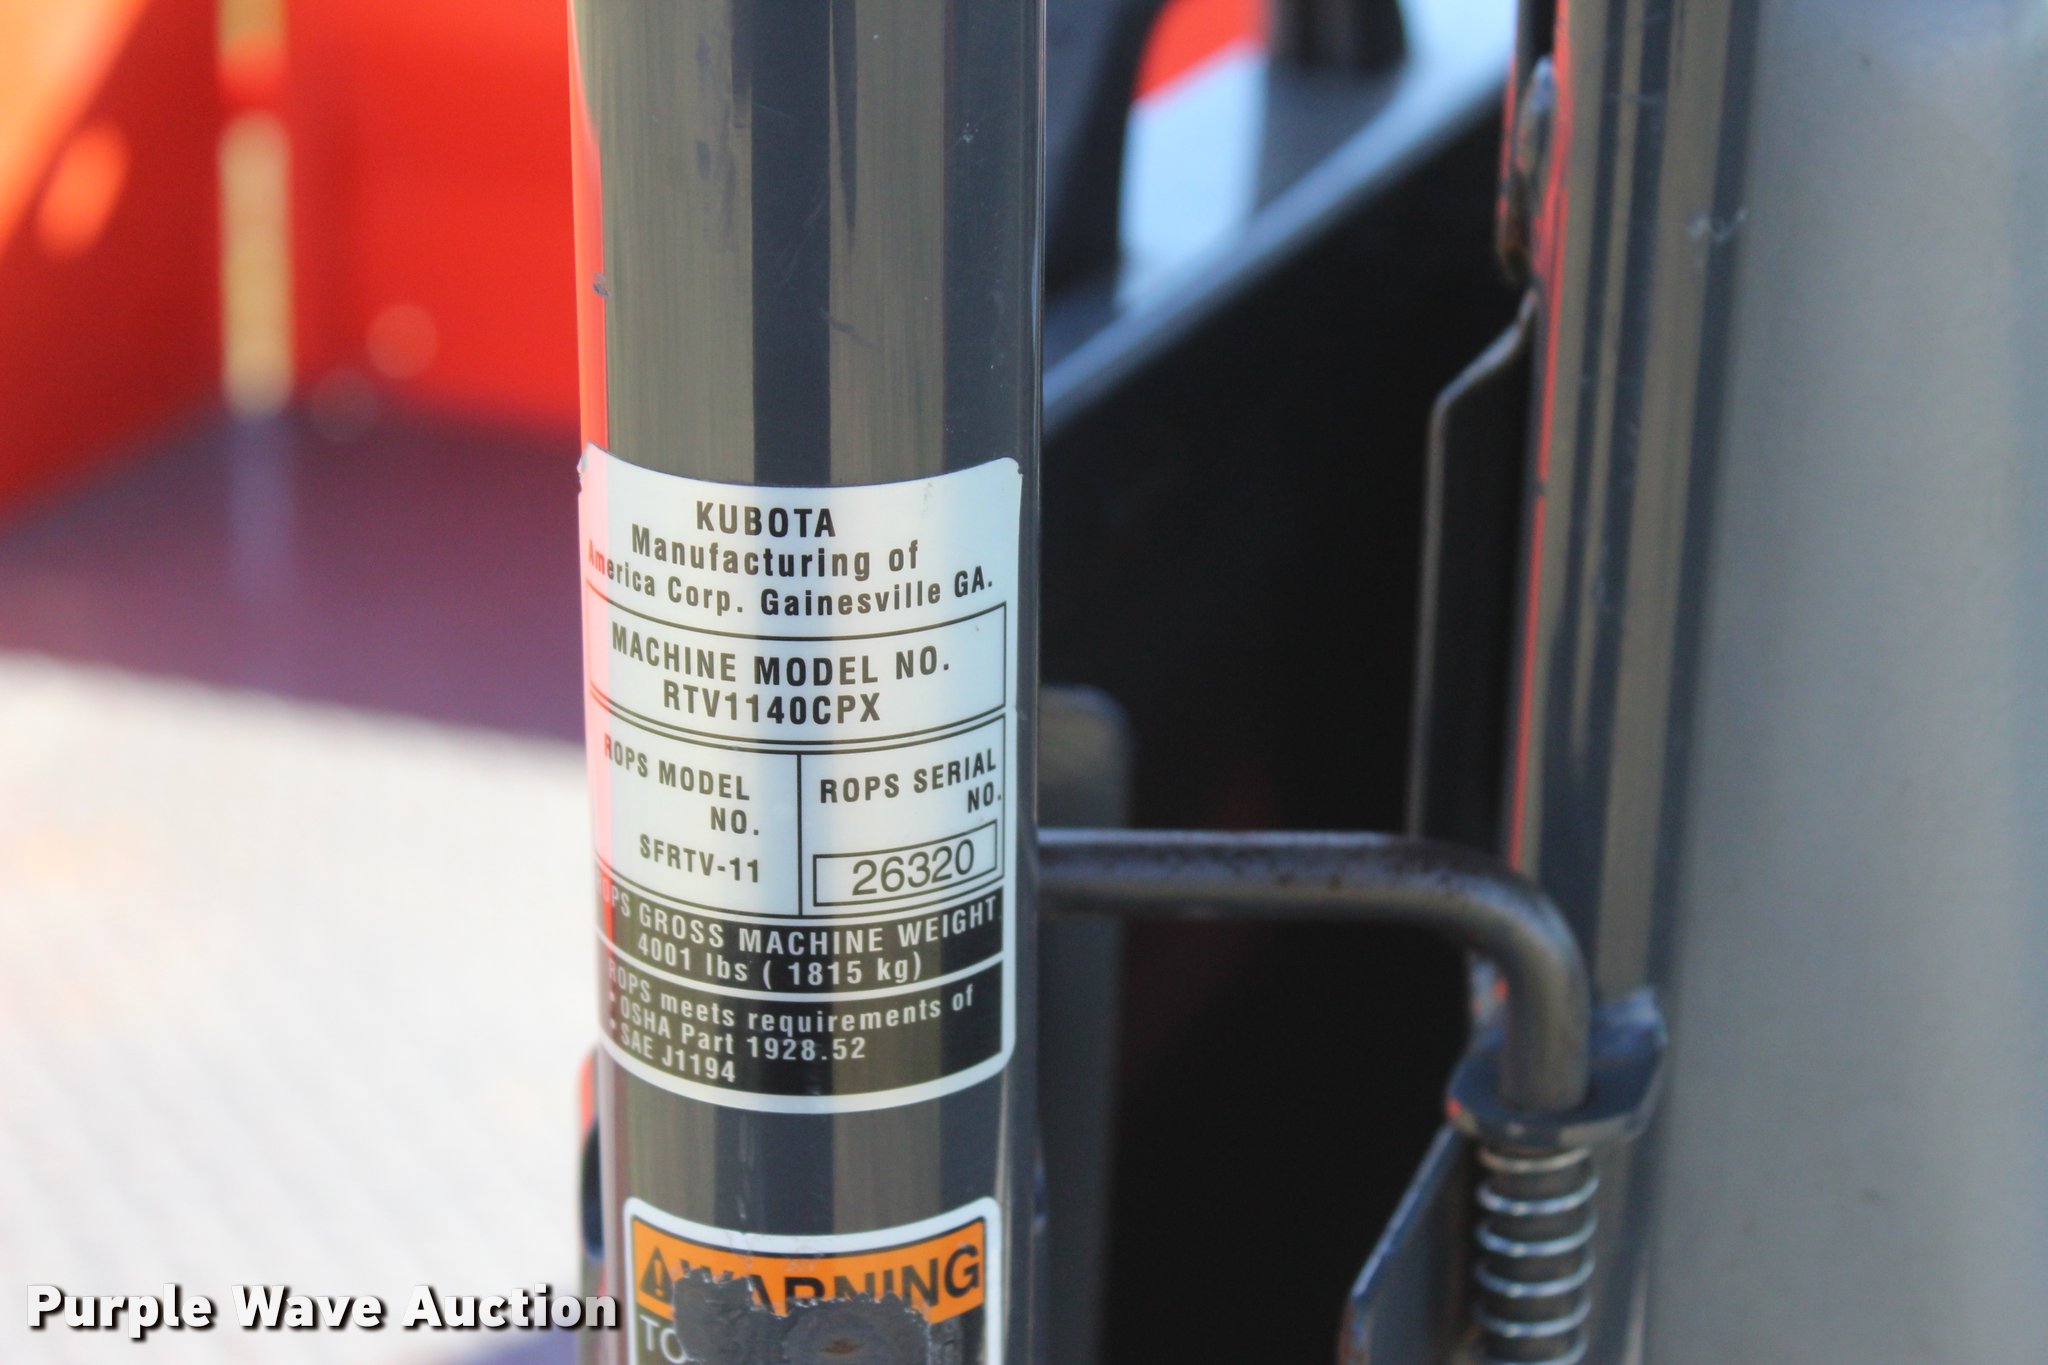 KUBOTA
Manufacturing of
America Corp. Gainesville GA.
MACHINE MODEL NO.
RTV1140CPX
ROPS MODEL
NO.
SFRTV-11
ROPS SERIAL
NO.
26320
ROPS GROSS MACHINE WEIGHT
4001 lbs ( 1815 kg)
ROPS meets requirements of
• OSHA Part 1928.52
• SAE J1194
WARNING
TO
Purple Wave Auction